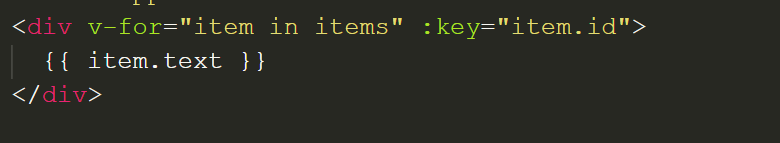 <div v-for="item in items" :key="item.id">
  {{ item.text }}
</div>